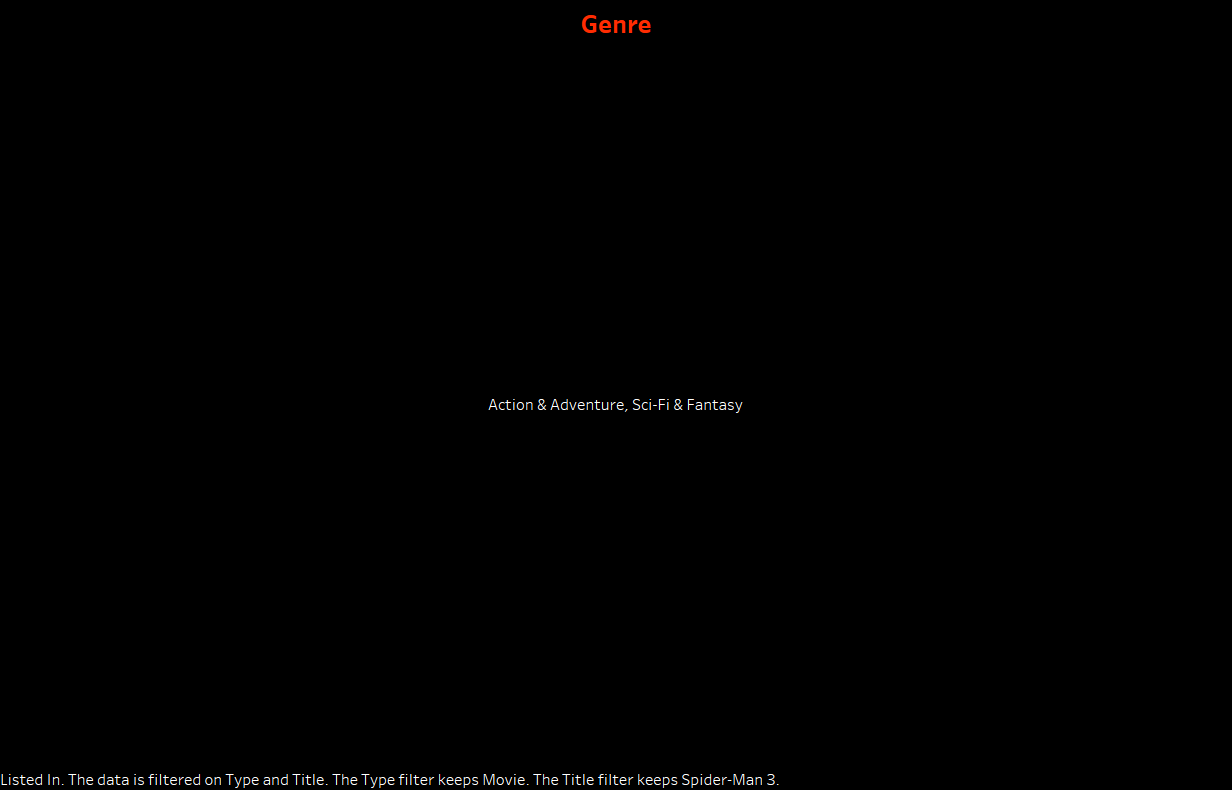 Genre
Action & Adventure, Sci-Fi & Fantasy
Listed In. The data is filtered on Type and Title. The Type filter keeps Movie. The Title filter keeps Spider-Man 3.